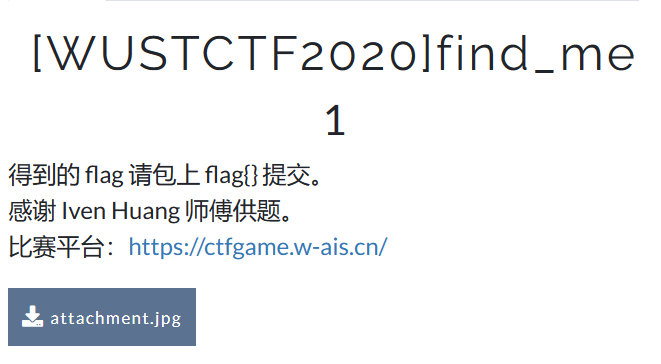 [WUSTCTF2020]find_me
1
得到的 flag 请包上 flag{} 提交。
感谢 Iven Huang 师傅供题。
比赛平台：https://ctfgame.w-ais.cn/
attachment.jpg